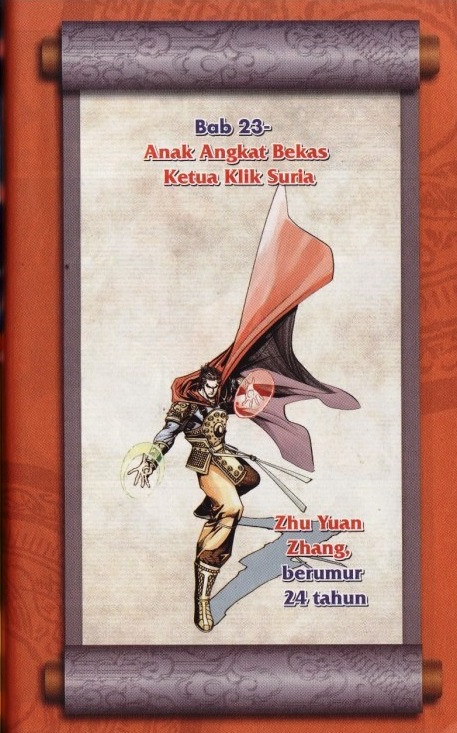 Bab 23-
Anak Angkat Bekas
Ketua Klik Suria
Zhu Yuan
Zhang,
berumur
24 tahun